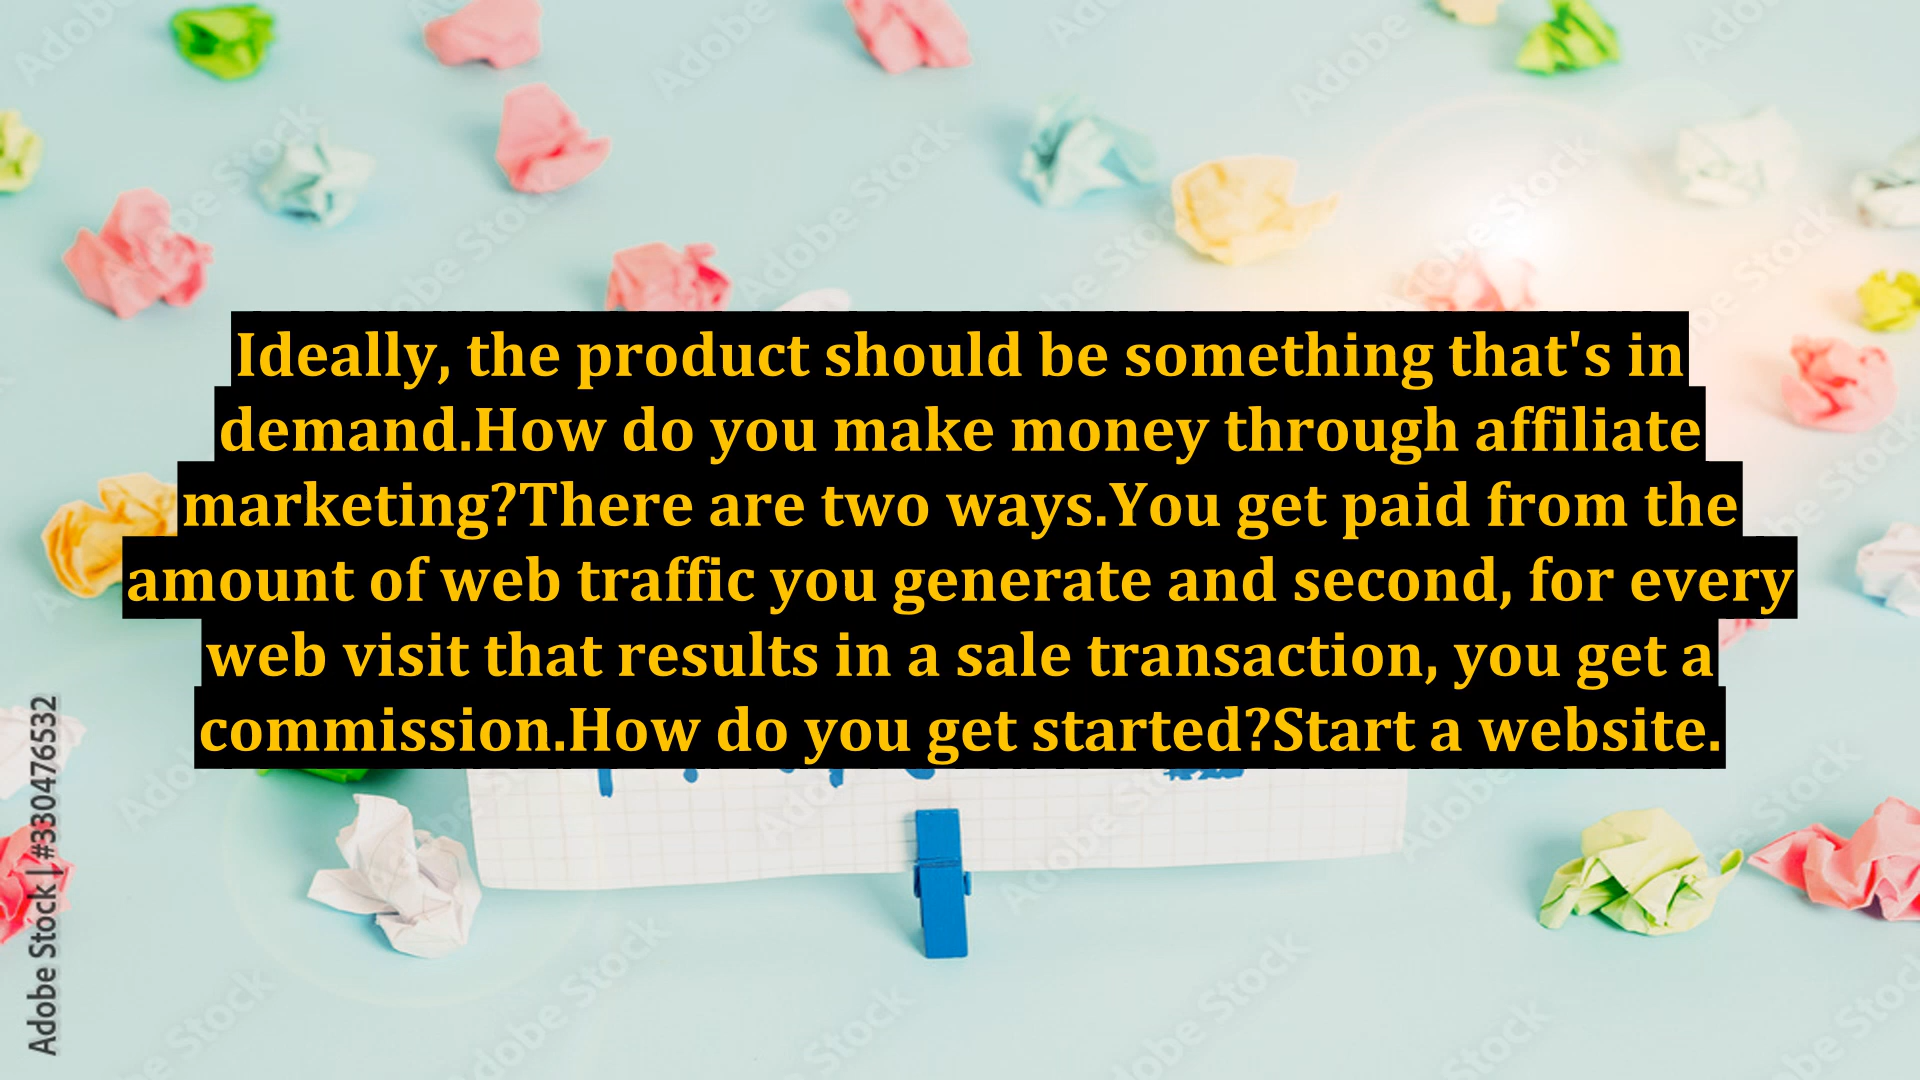 Ideally, the product should be something that's in
demand.How do you make money through affiliate
marketing?There are two ways.You get paid from the
amount of web traffic you generate and second, for every
web visit that results in a sale transaction, you get a
commission.How do you get started?Start a website.
Adobe Stock | #330476532